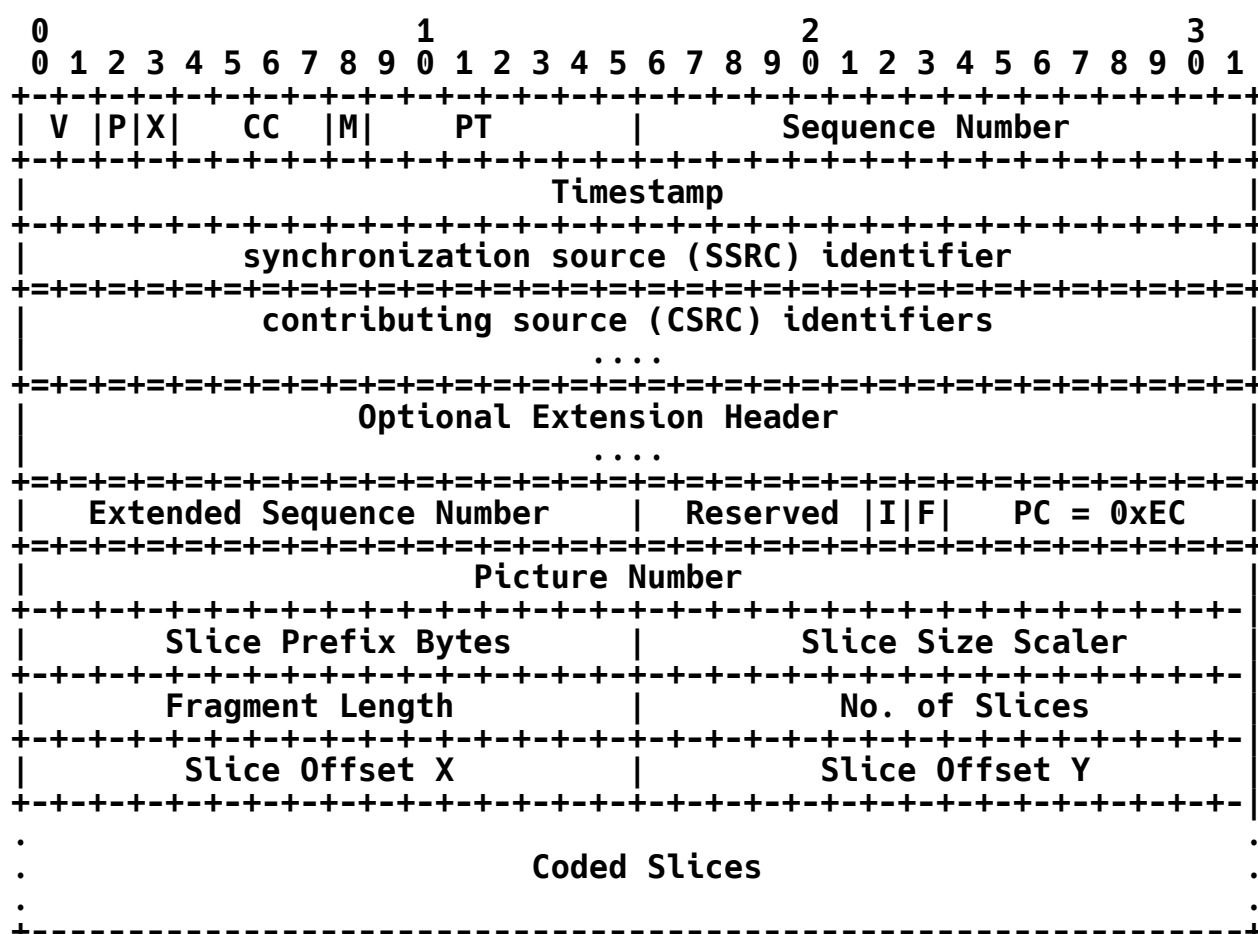 0                   1                   2                   3
 0 1 2 3 4 5 6 7 8 9 0 1 2 3 4 5 6 7 8 9 0 1 2 3 4 5 6 7 8 9 0 1
+-+-+-+-+-+-+-+-+-+-+-+-+-+-+-+-+-+-+-+-+-+-+-+-+-+-+-+-+-+-+-+-+
| V |P|X|   CC  |M|    PT       |       Sequence Number         |
+-+-+-+-+-+-+-+-+-+-+-+-+-+-+-+-+-+-+-+-+-+-+-+-+-+-+-+-+-+-+-+-+
|                           Timestamp                           |
+-+-+-+-+-+-+-+-+-+-+-+-+-+-+-+-+-+-+-+-+-+-+-+-+-+-+-+-+-+-+-+-+
|           synchronization source (SSRC) identifier            |
+=+=+=+=+=+=+=+=+=+=+=+=+=+=+=+=+=+=+=+=+=+=+=+=+=+=+=+=+=+=+=+=+
|            contributing source (CSRC) identifiers             |
|                             ....                              |
+=+=+=+=+=+=+=+=+=+=+=+=+=+=+=+=+=+=+=+=+=+=+=+=+=+=+=+=+=+=+=+=+
|                 Optional Extension Header                     |
|                             ....                              |
+=+=+=+=+=+=+=+=+=+=+=+=+=+=+=+=+=+=+=+=+=+=+=+=+=+=+=+=+=+=+=+=+
|   Extended Sequence Number    |  Reserved |I|F|   PC = 0xEC   |
+=+=+=+=+=+=+=+=+=+=+=+=+=+=+=+=+=+=+=+=+=+=+=+=+=+=+=+=+=+=+=+=+
|                       Picture Number                          |
+-+-+-+-+-+-+-+-+-+-+-+-+-+-+-+-+-+-+-+-+-+-+-+-+-+-+-+-+-+-+-+-|
|       Slice Prefix Bytes      |        Slice Size Scaler      |
+-+-+-+-+-+-+-+-+-+-+-+-+-+-+-+-+-+-+-+-+-+-+-+-+-+-+-+-+-+-+-+-|
|       Fragment Length         |          No. of Slices        |
+-+-+-+-+-+-+-+-+-+-+-+-+-+-+-+-+-+-+-+-+-+-+-+-+-+-+-+-+-+-+-+-|
|        Slice Offset X         |         Slice Offset Y        |
+-+-+-+-+-+-+-+-+-+-+-+-+-+-+-+-+-+-+-+-+-+-+-+-+-+-+-+-+-+-+-+-|
.                                                               .
.                          Coded Slices                         .
.                                                               .
+---------------------------------------------------------------+